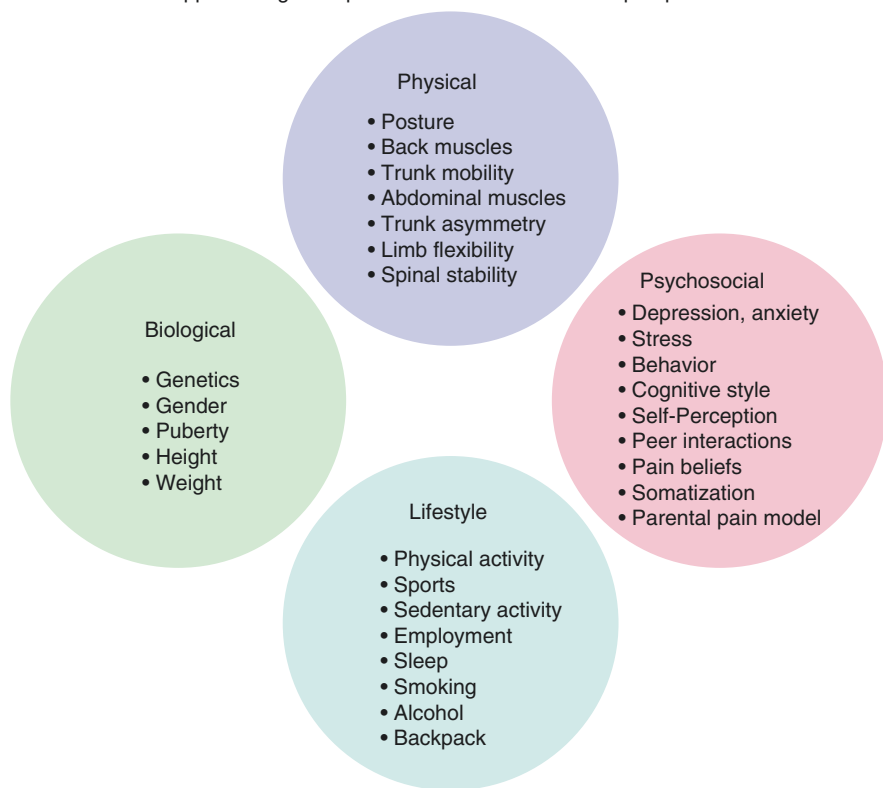 Physical
• Posture
• Back muscles
• Trunk mobility
• Abdominal muscles
• Trunk asymmetry
• Limb flexibility
• Spinal stability
Biological
• Genetics
• Gender
• Puberty
• Height
• Weight
Psychosocial
• Depression, anxiety
• Stress
• Behavior
• Cognitive style
• Self-Perception
• Peer interactions
• Pain beliefs
• Somatization
• Parental pain model
Lifestyle
• Physical activity
• Sports
• Sedentary activity
• Employment
• Sleep
• Smoking
• Alcohol
• Backpack